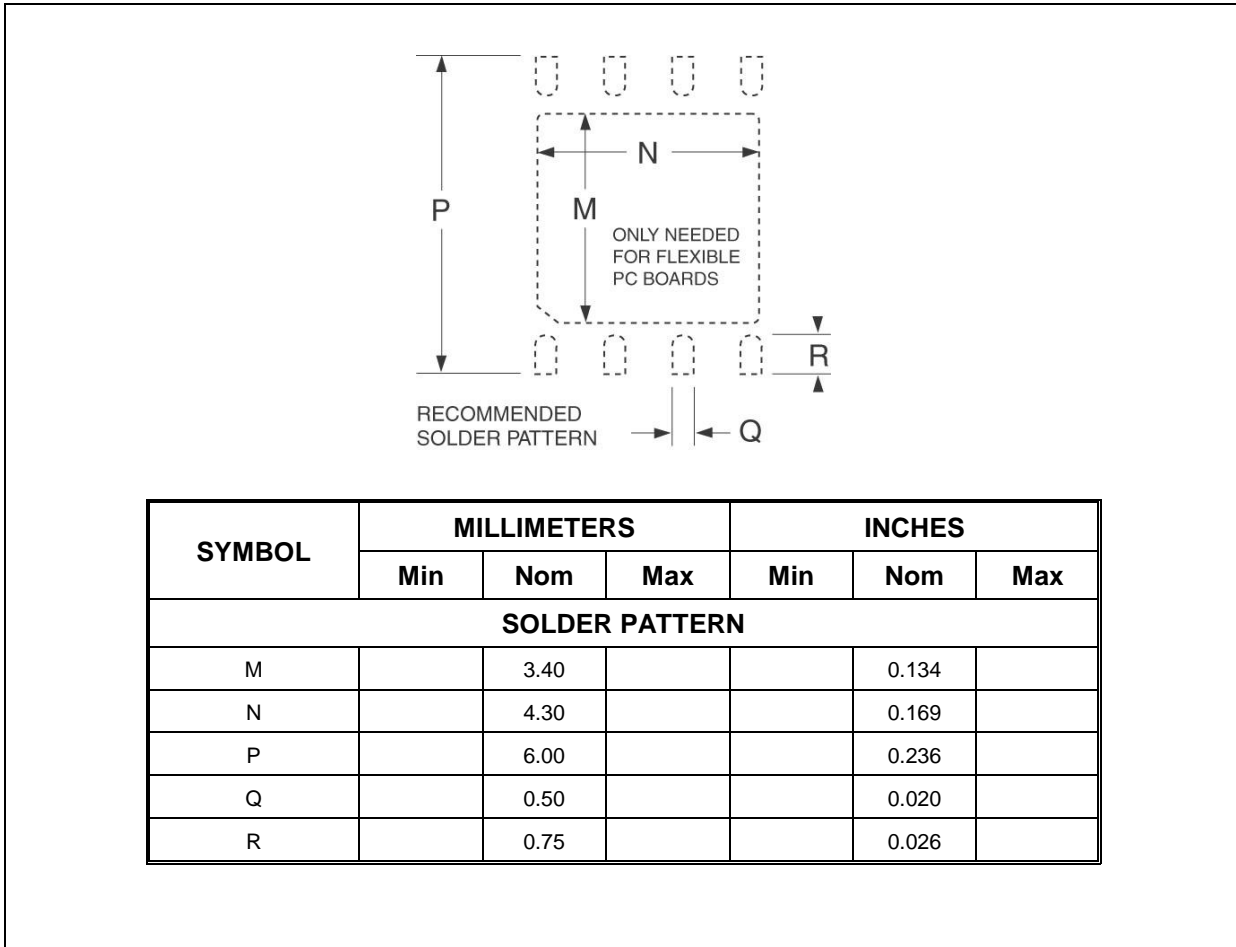 P
N
M
ONLY NEEDED
FOR FLEXIBLE
PC BOARDS
R
RECOMMENDED
SOLDER PATTERN
Q
SYMBOL MILLIMETERS INCHES
Min Nom Max Min Nom Max
SOLDER PATTERN
M 3.40 0.134
N 4.30 0.169
P 6.00 0.236
Q 0.50 0.020
R 0.75 0.026